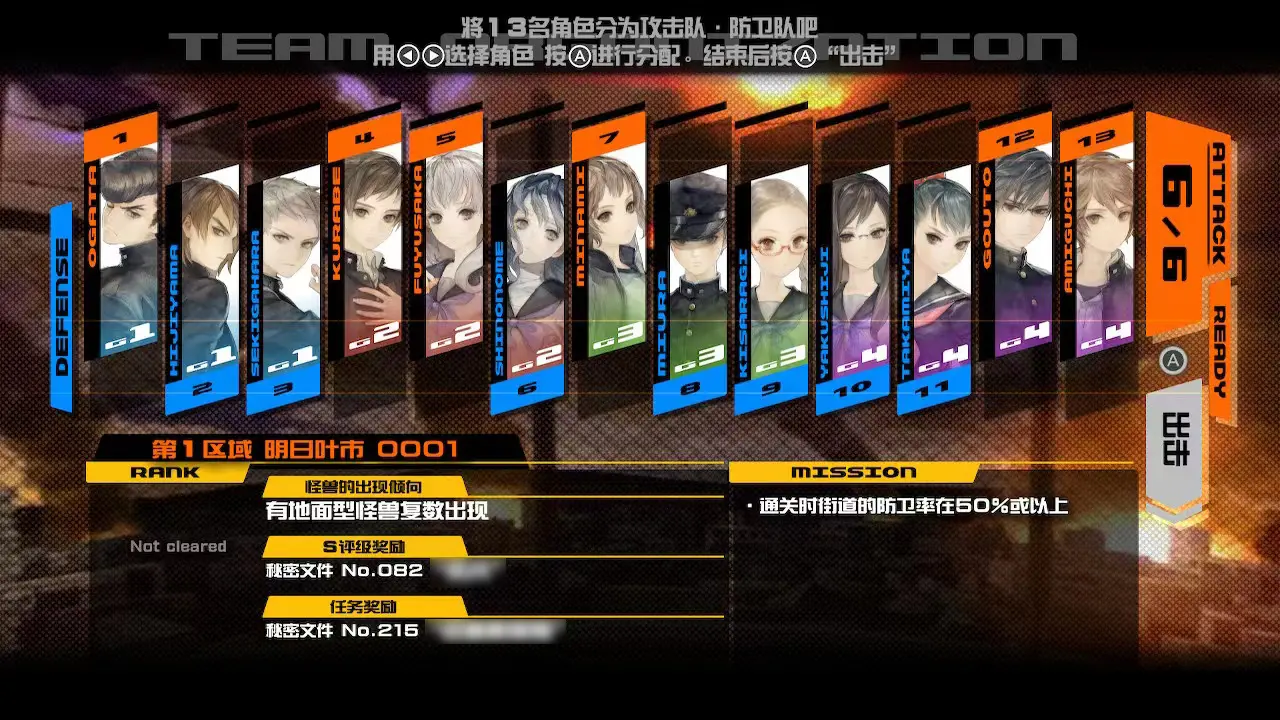 TEAM
将13名角色分为攻击队·防卫队吧
用◀▶选择角色 按Ⓐ进行分配。结束后按Ⓐ“出击”
DEFENSE
1 OGATA G1
HIJIYAMA G1 2
SEKIGAHARA G1 3
4 KURABE G2
5 FUYUSAKA G2
SHINONOME G2 6
7 MINAMI G3
MIURA G3 8
KISARAGI G3 9
YAKUSHIJI G4 10
TAKAMIYA G4 11
12 GOUTO G4
13 AMIGUCHI G4
ATTACK
6/6
READY
A
出击
第1区域 明日叶市 0001
RANK
Not cleared
怪兽的出现倾向
有地面型怪兽复数出现
S评级奖励
秘密文件 No.082
任务奖励
秘密文件 No.215
MISSION
·通关时街道的防卫率在50%或以上